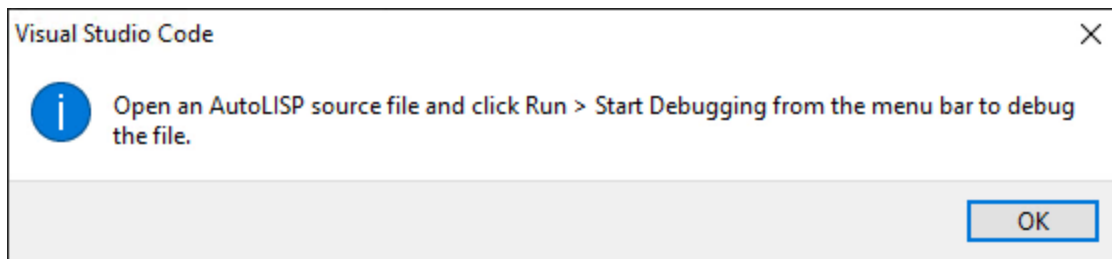 Visual Studio Code
Open an AutoLISP source file and click Run > Start Debugging from the menu bar to debug
the file.
OK